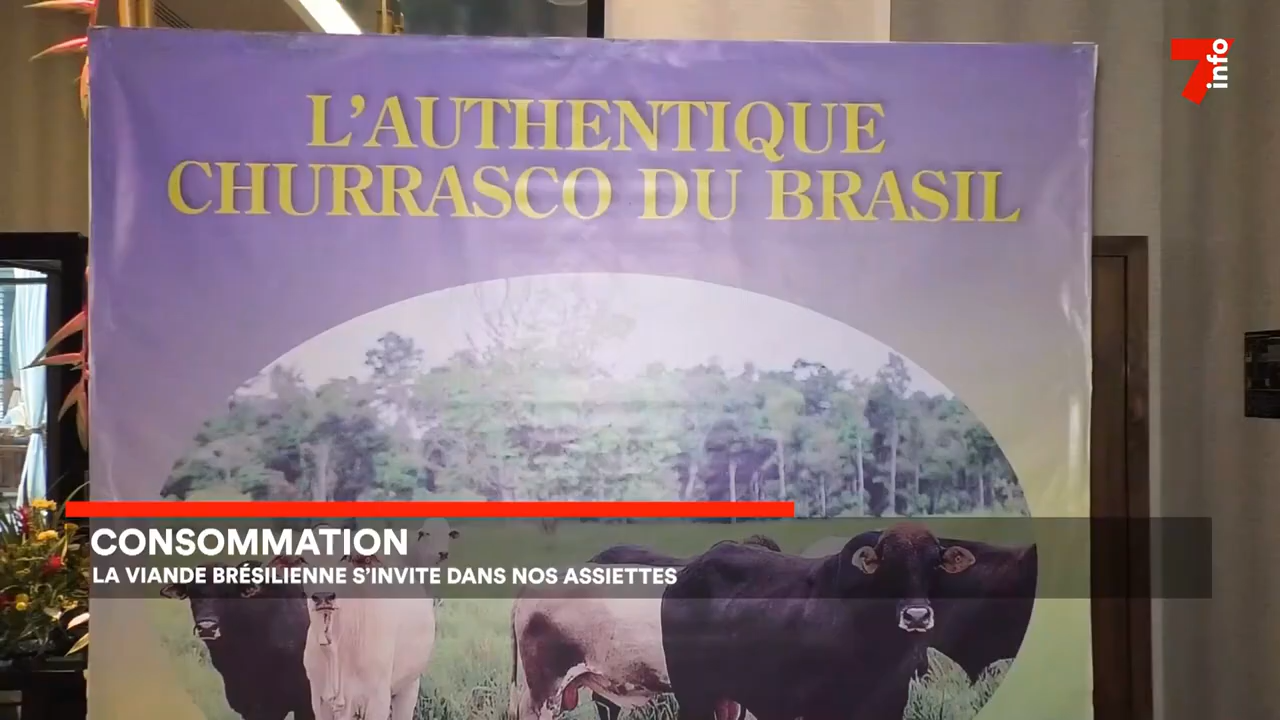 L'AUTHENTIQUE
CHURRASCO DU BRASIL
7info
CONSOMMATION
LA VIANDE BRÉSILIENNE S'INVITE DANS NOS ASSIETTES